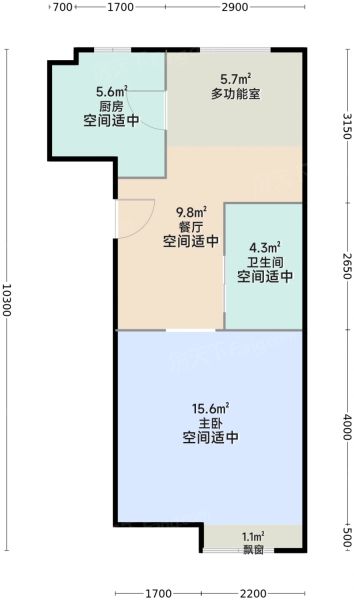 700 1700 2900
5.6㎡
厨房
空间适中
5.7㎡
多功能室
3150
9.8㎡
餐厅
空间适中
4.3㎡
卫生间
空间适中
2650
10300
15.6㎡
主卧
空间适中
4000
1.1㎡
飘窗
500
1700 2200